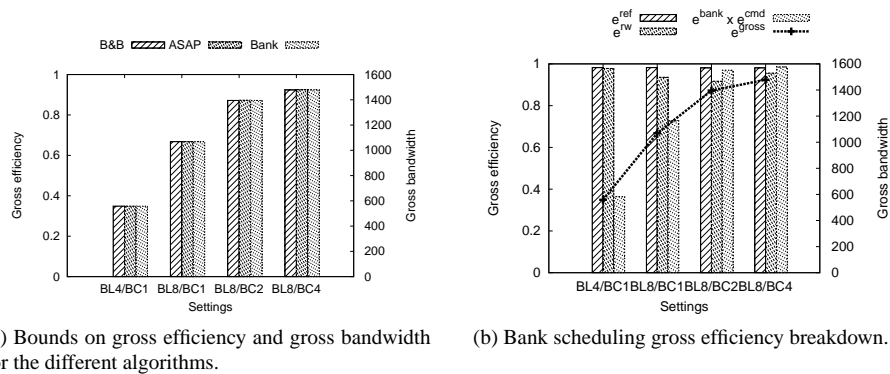 B&B ASAP Bank
1
0.8
0.6
0.4
0.2
0
Gross efficiency
1600
1400
1200
1000
800
600
400
200
0
Gross bandwidth
BL4/BC1 BL8/BC1 BL8/BC2 BL8/BC4
Settings
) Bounds on gross efficiency and gross bandwidth
r the different algorithms.
e^ref e^bank x e^cmd
e^rw e^gross
1
0.8
0.6
0.4
0.2
0
Gross efficiency
1600
1400
1200
1000
800
600
400
200
0
Gross bandwidth
BL4/BC1 BL8/BC1 BL8/BC2 BL8/BC4
Settings
(b) Bank scheduling gross efficiency breakdown.